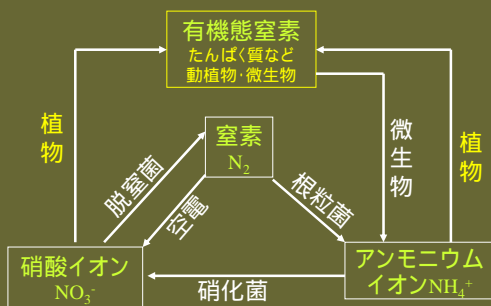 有機態窒素
たんぱく質など
動植物・微生物
植物
窒素
N₂
微生物
植物
脱窒菌
空電
根粒菌
硝酸イオン
NO₃⁻
硝化菌
アンモニウム
イオンNH₄⁺